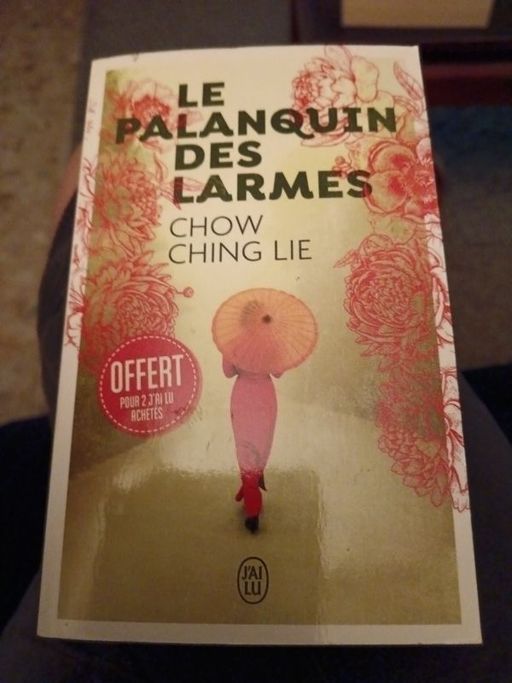 LE
PALANQUIN
DES
LARMES
CHOW
CHING LIE
OFFERT
POUR 2 J'AI LU
ACHETÉS
J'AI
LU